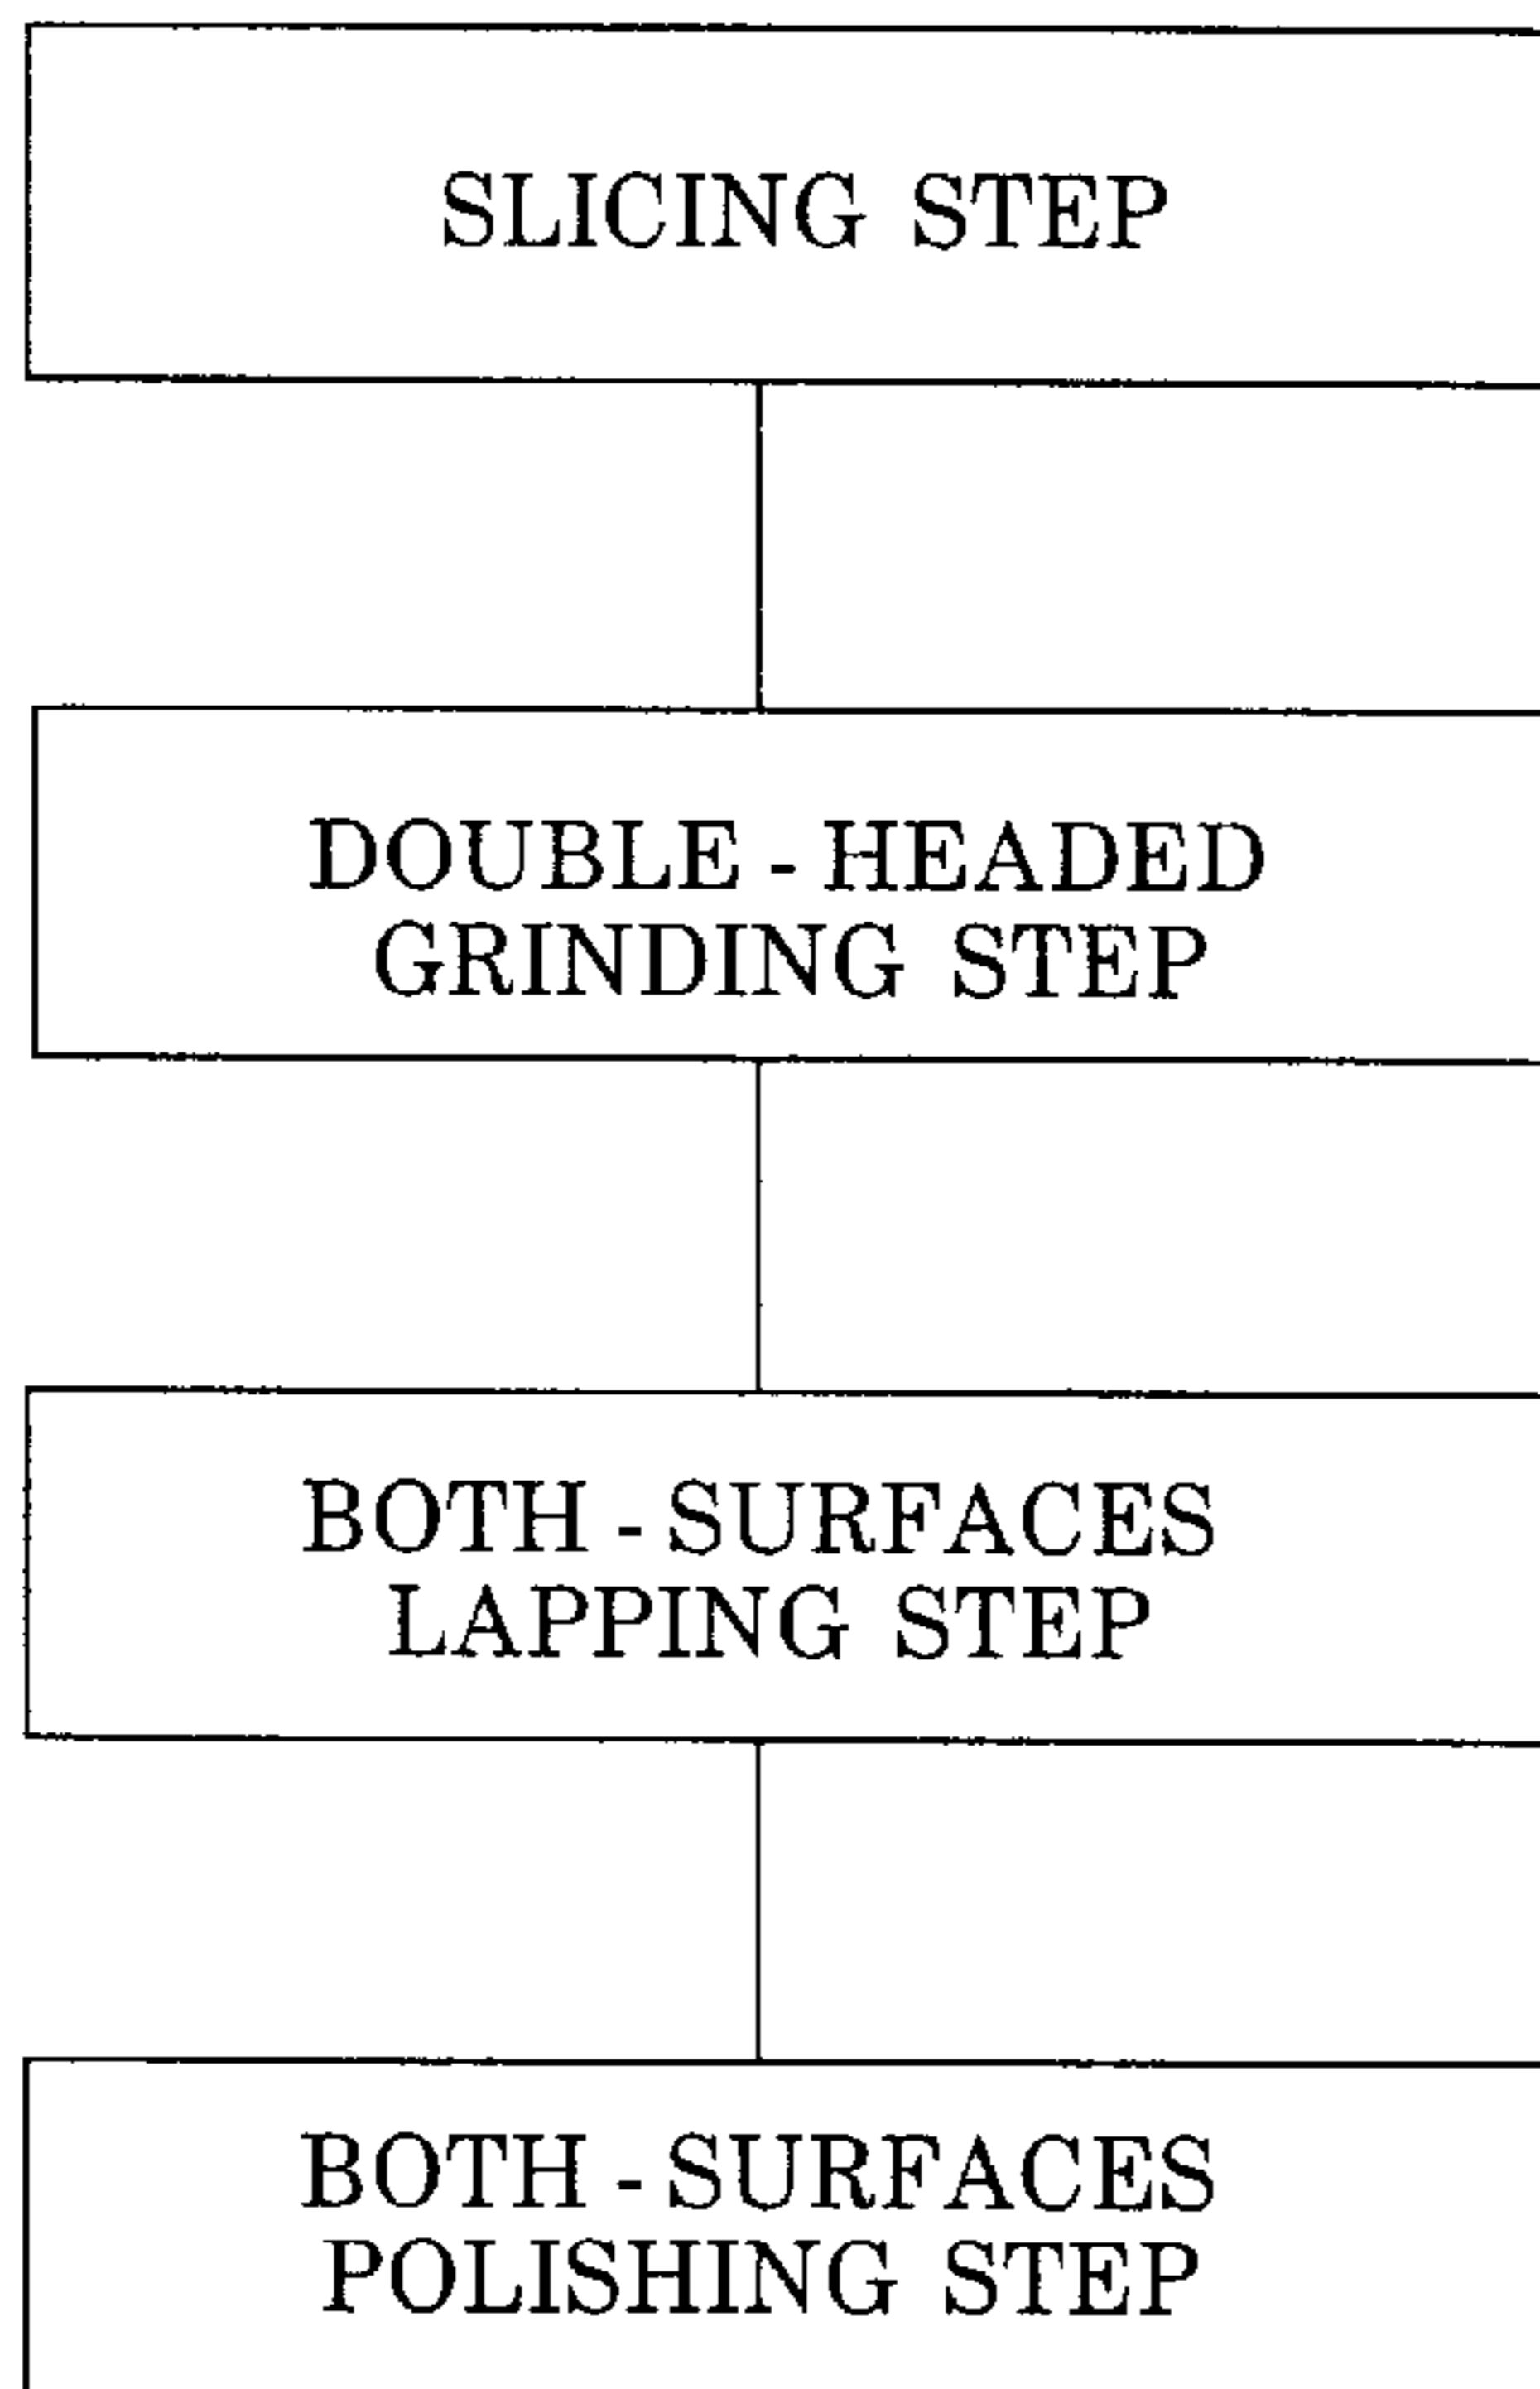 SLICING STEP
DOUBLE - HEADED
GRINDING STEP
BOTH - SURFACES
LAPPING STEP
BOTH - SURFACES
POLISHING STEP